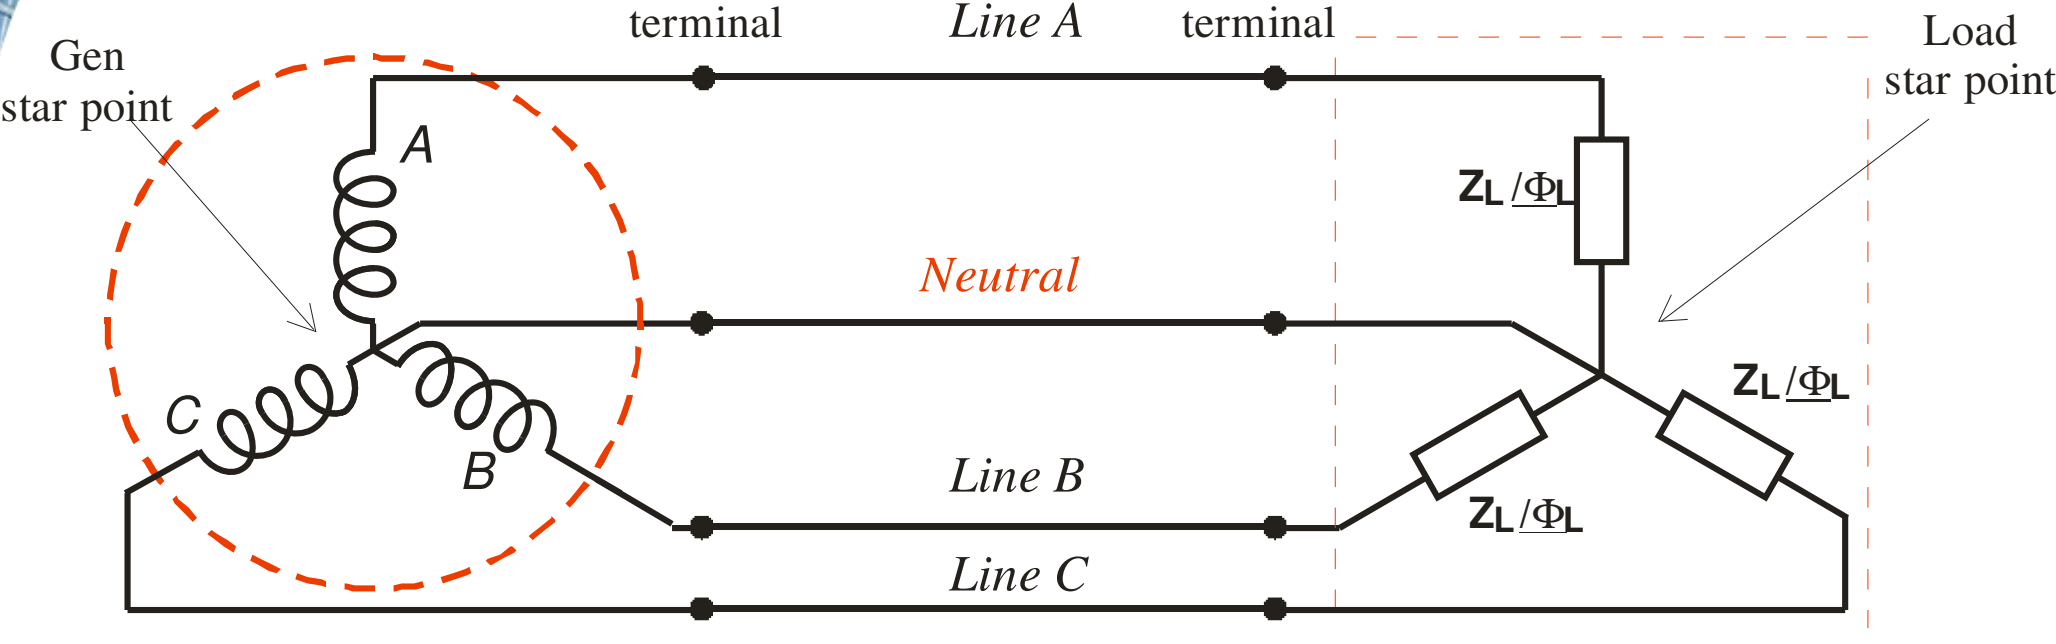 Gen
star point
terminal
Line A
terminal
Load
star point
A
ZL /ΦL
Neutral
C
B
ZL /ΦL
Line B
ZL /ΦL
Line C